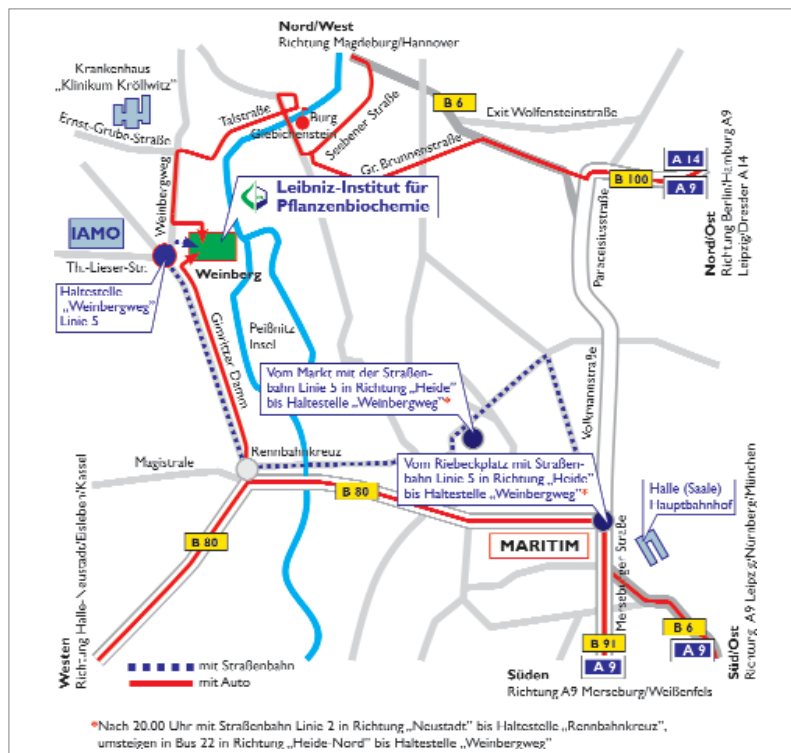 Nord/West
Richtung Magdeburg/Hannover
Krankenhaus
„Klinikum Kröllwitz"
B 6
Exit Wolfensteinstraße
Talstraße
Burg
Giebichenstein
Seebener Straße
Ernst-Grube-Straße
Gr. Brunnenstraße
A 14
B 100
A 9
Nord/Ost
Richtung Berlin/Hamburg A9
Leipzig/Dresden A14
Weinbergweg
Leibniz-Institut für
Pflanzenbiochemie
Paracelsiusstraße
IAMO
Th.-Lieser-Str.
Weinberg
Haltestelle
„Weinbergweg"
Linie 5
Gimritzer Damm
Peißnitz
Insel
Vom Markt mit der Straßen-
bahn Linie 5 in Richtung „Heide"
bis Haltestelle „Weinbergweg"*
Volkmannstraße
Rennbahnkreuz
Magistrale
Vom Riebeckplatz mit Straßen-
bahn Linie 5 in Richtung „Heide"
bis Haltestelle „Weinbergweg"*
Halle (Saale)
Hauptbahnhof
B 80
B 80
MARITIM
Merseburger Straße
Westen
Richtung Halle-Neustadt/Eisleben/Kassel
B 6
A 9
Süd/Ost
Richtung A9 Leipzig/Nürnberg/München
B 91
A 9
mit Straßenbahn
mit Auto
Süden
Richtung A9 Merseburg/Weißenfels
*Nach 20.00 Uhr mit Straßenbahn Linie 2 in Richtung „Neustadt" bis Haltestelle „Rennbahnkreuz",
umsteigen in Bus 22 in Richtung „Heide-Nord" bis Haltestelle „Weinbergweg"